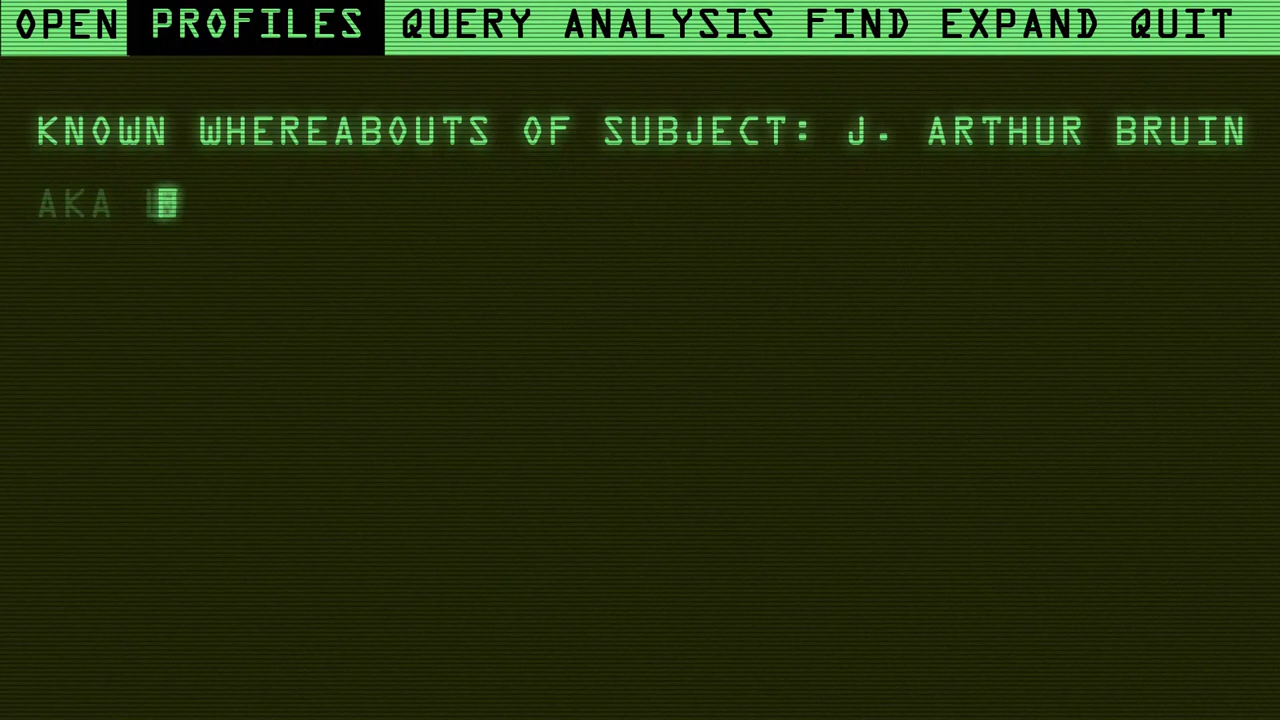 OPEN PROFILES QUERY ANALYSIS FIND EXPAND QUIT
KNOWN WHEREABOUTS OF SUBJECT: J. ARTHUR BRUIN
AKA